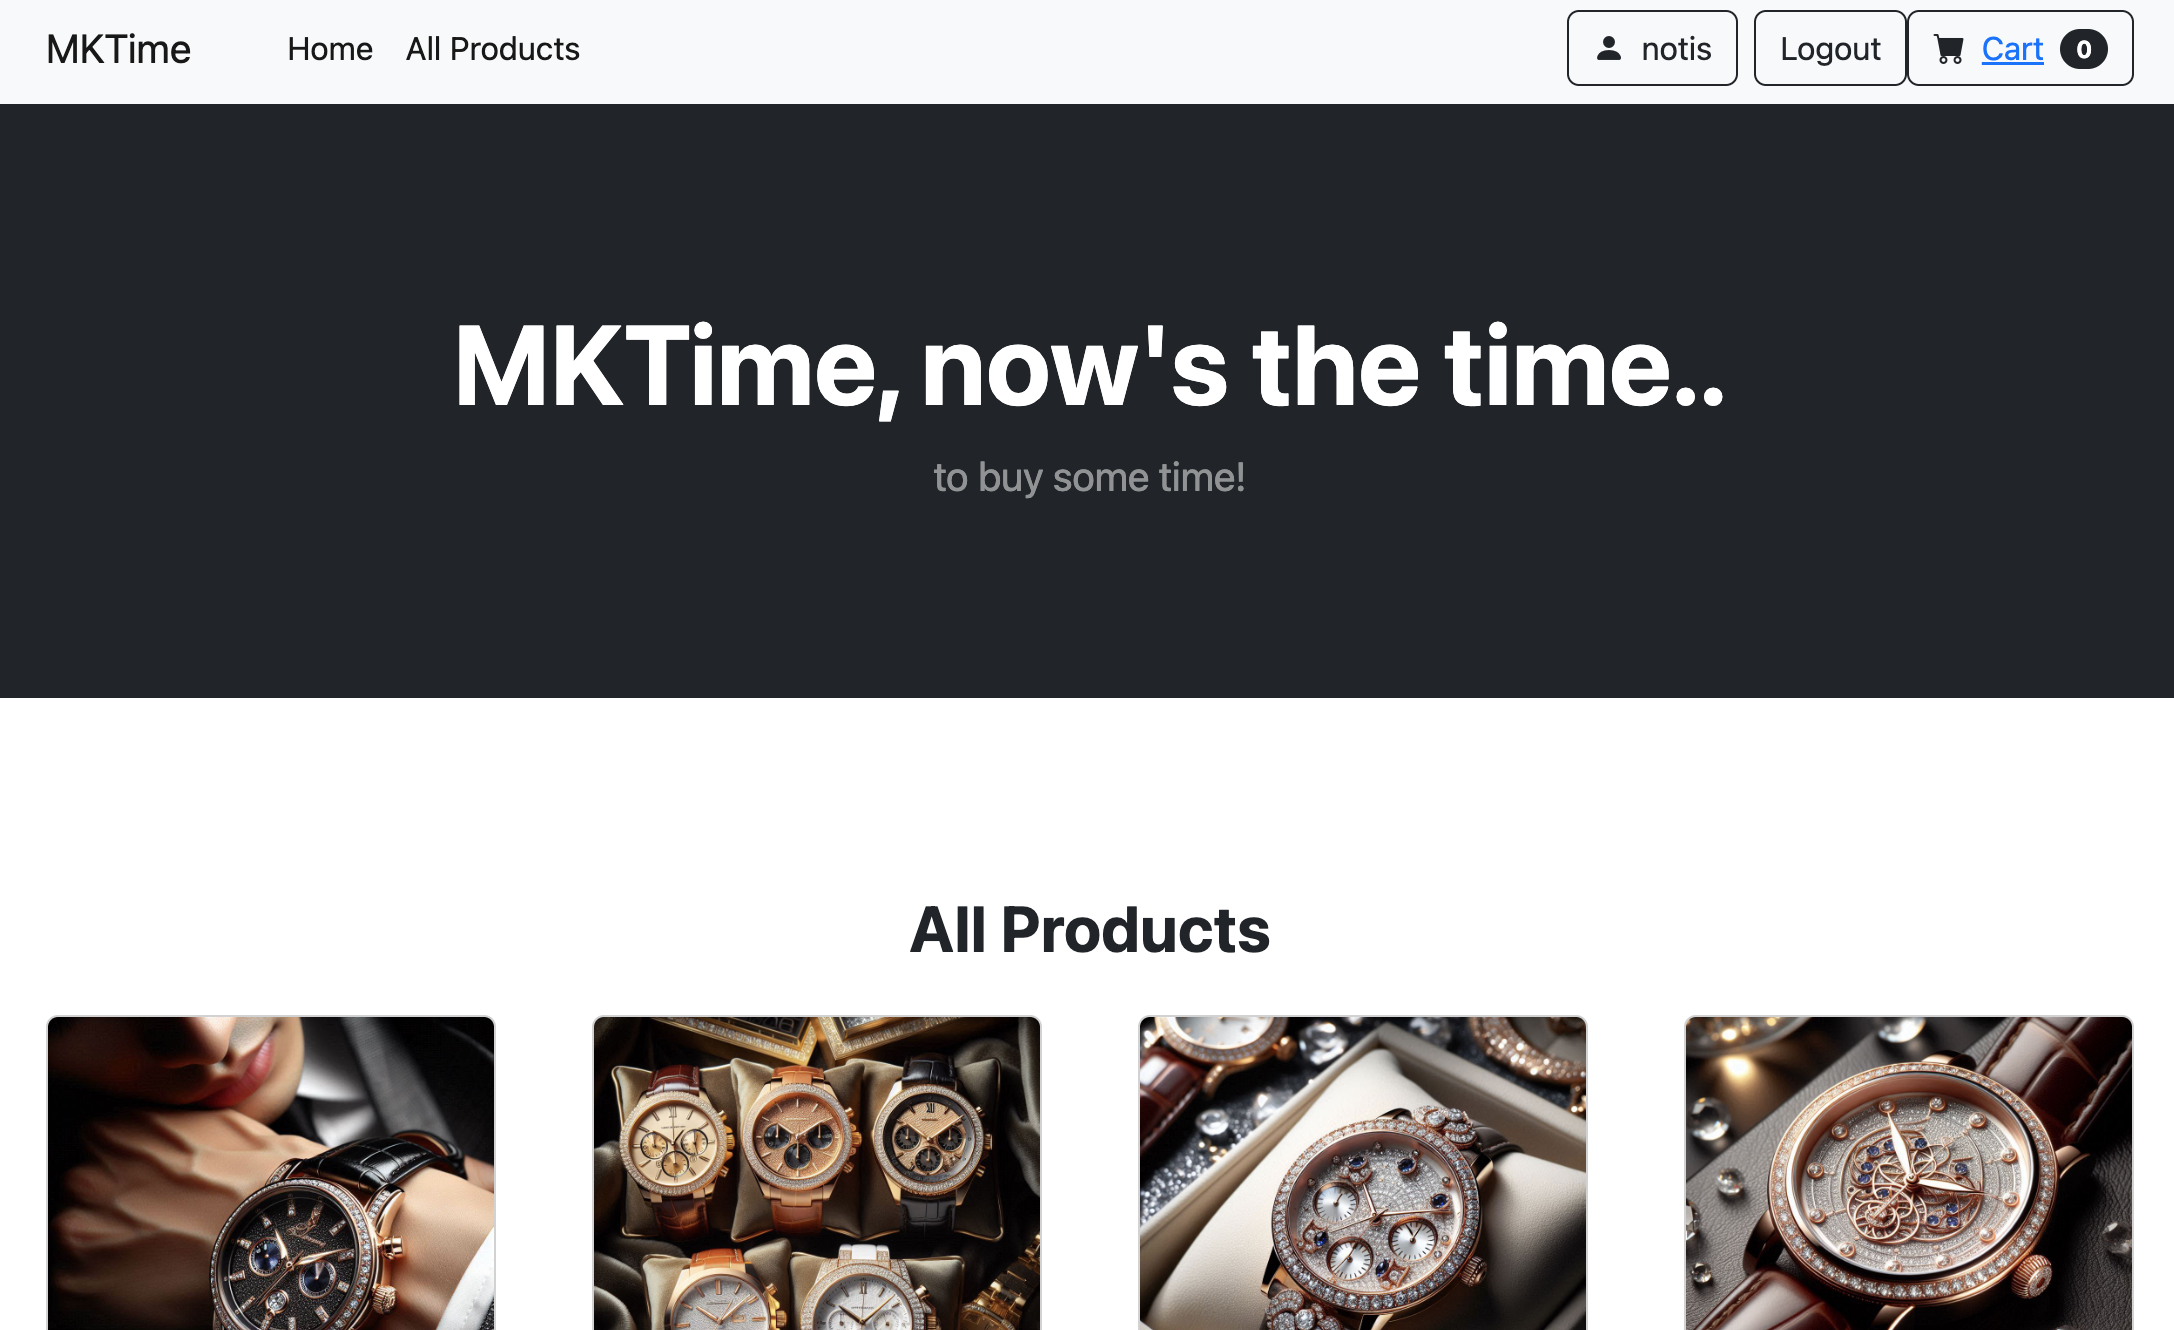 MKTime Home All Products notis Logout Cart 0
MKTime, now's the time..
to buy some time!
All Products